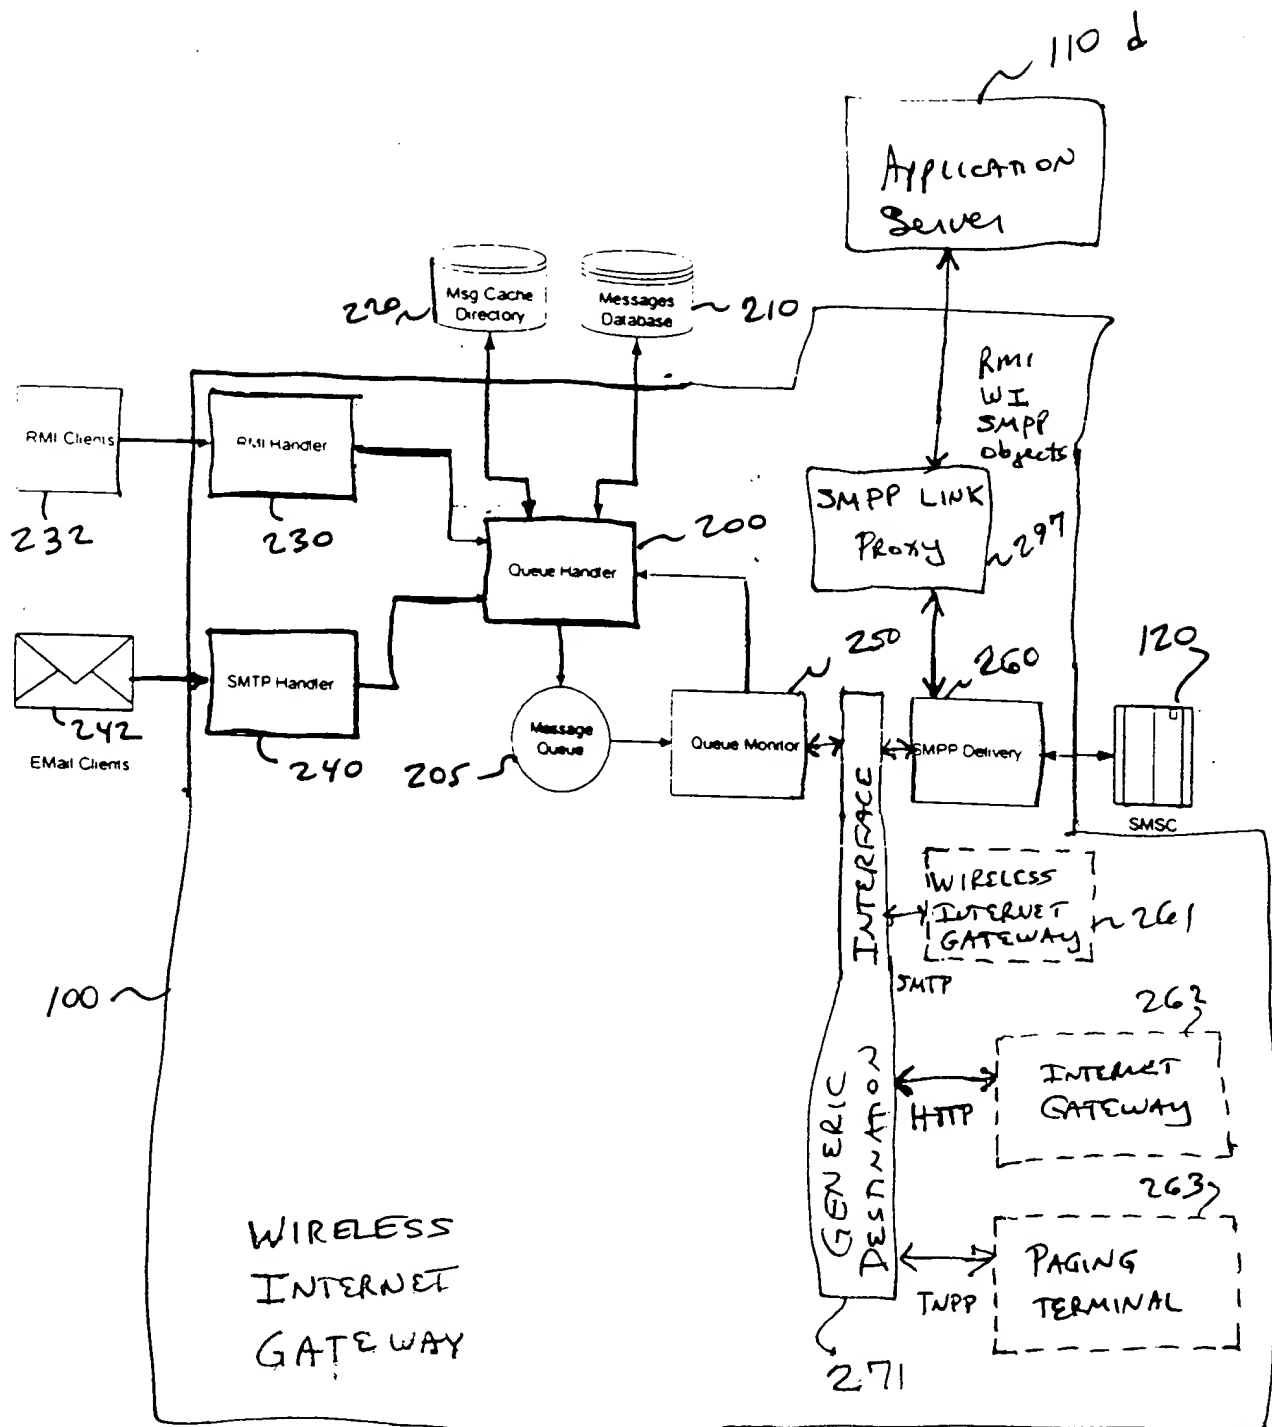 110 d
APPLICATION
Server
220
Msg Cache
Directory
Messages
Database
210
RMI
WI
SMPP
Objects
RMI Clients
232
RMI Handler
230
SMPP LINK
Proxy
297
200
Queue Handler
250
260
120
SMTP Handler
240
242
EMail Clients
Message
Queue
205
Queue Monitor
SMPP Delivery
SMSC
INTERFACE
WIRELESS
INTERNET
GATEWAY
261
SMTP
100
262
INTERNET
GATEWAY
HTTP
GENERIC
DESTINATION
263
PAGING
TERMINAL
TNPP
271
WIRELESS
INTERNET
GATEWAY